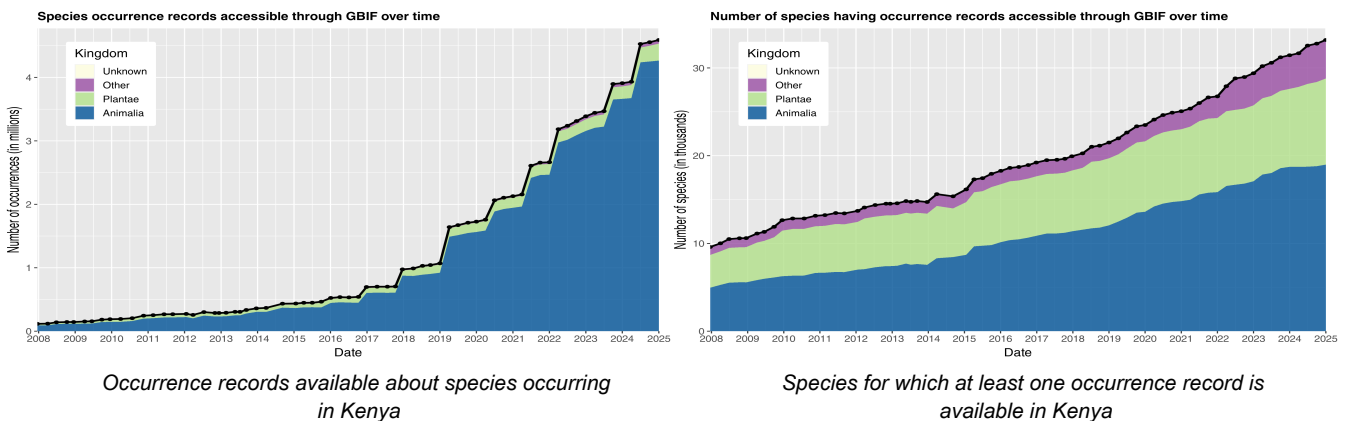 Species occurrence records accessible through GBIF over time
Number of occurrences (in millions)
4
3
2
1
0
Kingdom
Unknown
Other
Plantae
Animalia
2008 2009 2010 2011 2012 2013 2014 2015 2016 2017 2018 2019 2020 2021 2022 2023 2024 2025
Date
Occurrence records available about species occurring
in Kenya
Number of species having occurrence records accessible through GBIF over time
Number of species (in thousands)
30
20
10
0
Kingdom
Unknown
Other
Plantae
Animalia
2008 2009 2010 2011 2012 2013 2014 2015 2016 2017 2018 2019 2020 2021 2022 2023 2024 2025
Date
Species for which at least one occurrence record is
available in Kenya